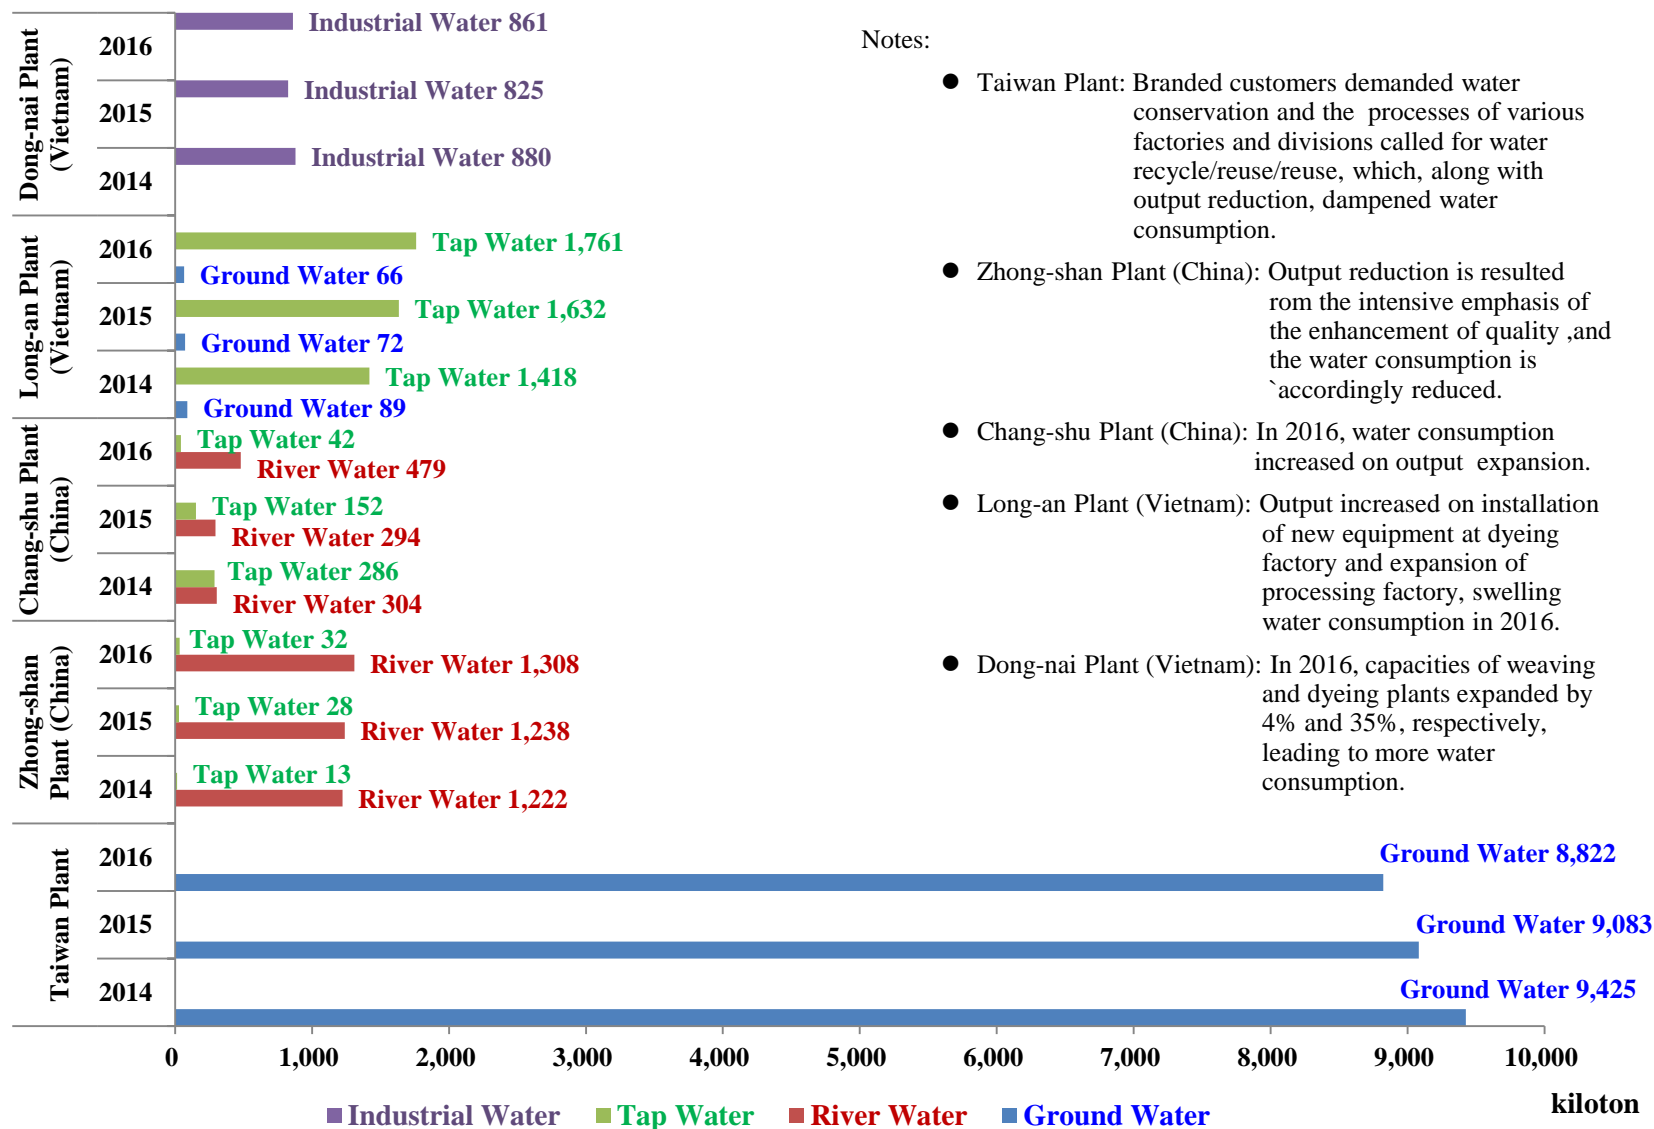 Dong-nai Plant
(Vietnam)
2016
Industrial Water 861
2015
Industrial Water 825
2014
Industrial Water 880
Long-an Plant
(Vietnam)
2016
Tap Water 1,761
Ground Water 66
2015
Tap Water 1,632
Ground Water 72
2014
Tap Water 1,418
Ground Water 89
Chang-shu Plant
(China)
2016
Tap Water 42
River Water 479
2015
Tap Water 152
River Water 294
2014
Tap Water 286
River Water 304
Zhong-shan
Plant (China)
2016
Tap Water 32
River Water 1,308
2015
Tap Water 28
River Water 1,238
2014
Tap Water 13
River Water 1,222
Taiwan Plant
2016
Ground Water 8,822
2015
Ground Water 9,083
2014
Ground Water 9,425
0 1,000 2,000 3,000 4,000 5,000 6,000 7,000 8,000 9,000 10,000
kiloton
Industrial Water Tap Water River Water Ground Water
Notes:
● Taiwan Plant: Branded customers demanded water
conservation and the processes of various
factories and divisions called for water
recycle/reuse/reuse, which, along with
output reduction, dampened water
consumption.
● Zhong-shan Plant (China): Output reduction is resulted
rom the intensive emphasis of
the enhancement of quality ,and
the water consumption is
`accordingly reduced.
● Chang-shu Plant (China): In 2016, water consumption
increased on output expansion.
● Long-an Plant (Vietnam): Output increased on installation
of new equipment at dyeing
factory and expansion of
processing factory, swelling
water consumption in 2016.
● Dong-nai Plant (Vietnam): In 2016, capacities of weaving
and dyeing plants expanded by
4% and 35%, respectively,
leading to more water
consumption.